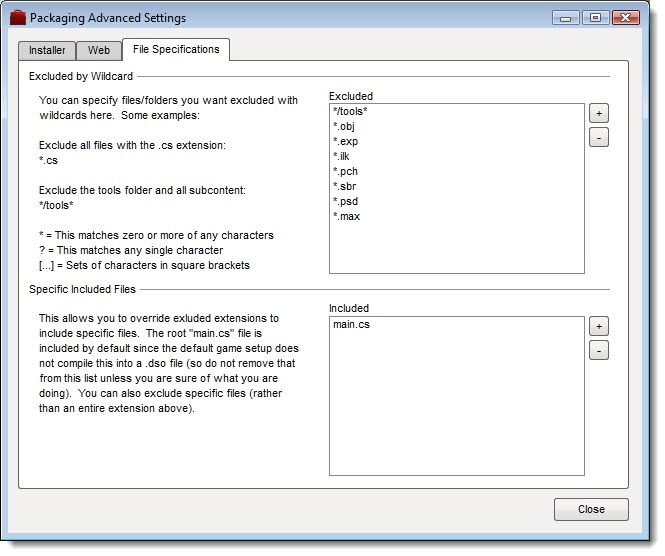 Packaging Advanced Settings
Installer
Web
File Specifications
Excluded by Wildcard
You can specify files/folders you want excluded with
wildcards here. Some examples:
Exclude all files with the .cs extension:
*.cs
Exclude the tools folder and all subcontent:
*/tools*
* = This matches zero or more of any characters
? = This matches any single character
[...] = Sets of characters in square brackets
Excluded
*/tools*
*.obj
*.exp
*.ilk
*.pch
*.sbr
*.psd
*.max
+
-
Specific Included Files
This allows you to override exluded extensions to
include specific files. The root "main.cs" file is
included by default since the default game setup does
not compile this into a .dso file (so do not remove that
from this list unless you are sure of what you are
doing). You can also exclude specific files (rather
than an entire extension above).
Included
main.cs
+
-
Close